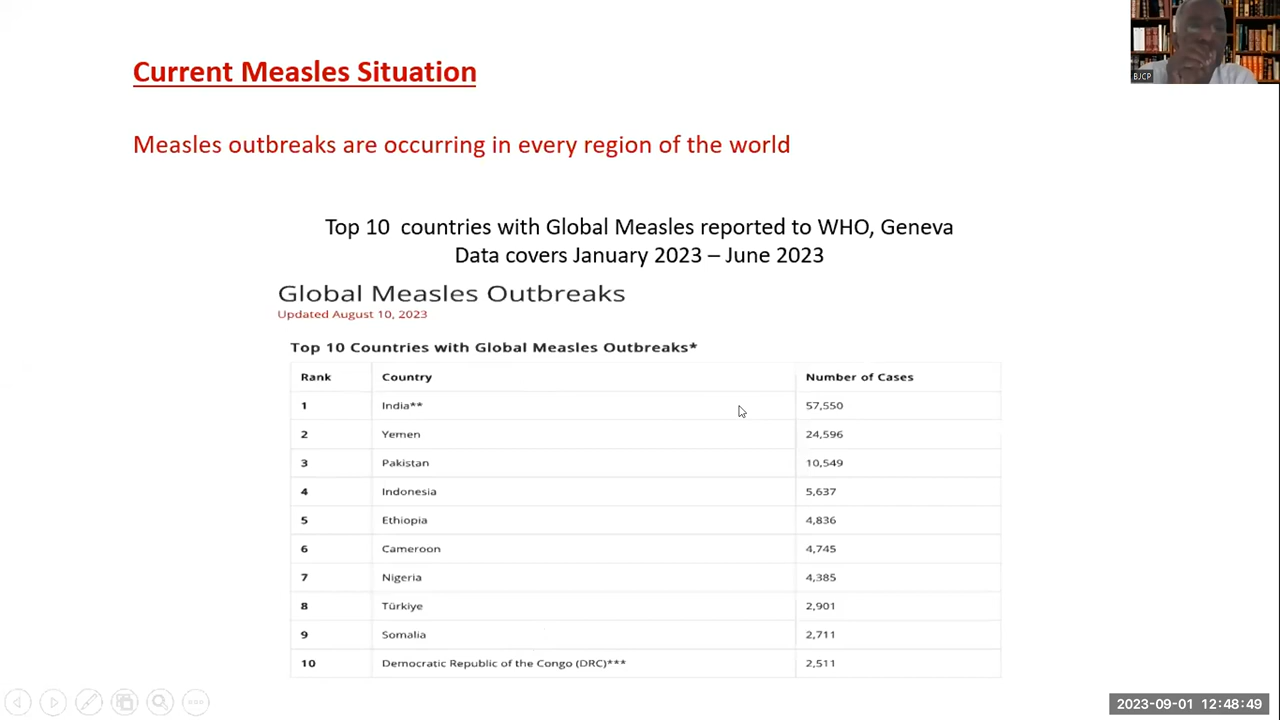 Current Measles Situation
BJCP
Measles outbreaks are occurring in every region of the world
Top 10 countries with Global Measles reported to WHO, Geneva
Data covers January 2023 – June 2023
Global Measles Outbreaks
Updated August 10, 2023
Top 10 Countries with Global Measles Outbreaks*
Rank Country Number of Cases
1 India** 57,550
2 Yemen 24,596
3 Pakistan 10,549
4 Indonesia 5,637
5 Ethiopia 4,836
6 Cameroon 4,745
7 Nigeria 4,385
8 Türkiye 2,901
9 Somalia 2,711
10 Democratic Republic of the Congo (DRC)*** 2,511
2023-09-01 12:48:49